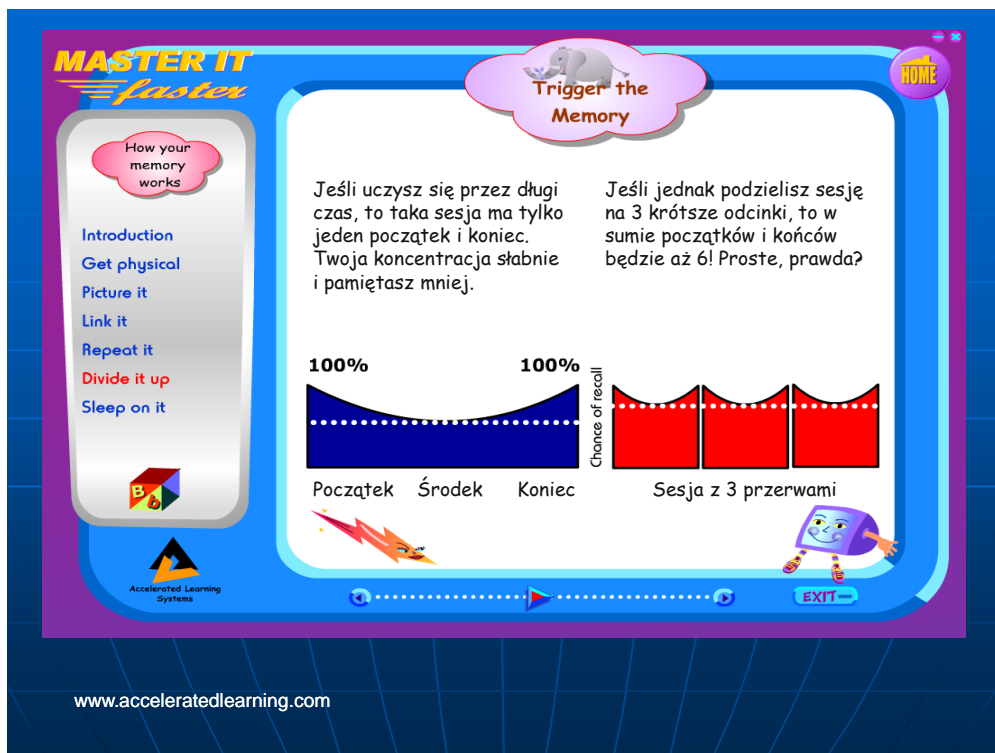 MASTER IT
faster
HOME
Trigger the
Memory
How your
memory
works
Introduction
Get physical
Picture it
Link it
Repeat it
Divide it up
Sleep on it
B b
Accelerated Learning
Systems
Jeśli uczysz się przez długi
czas, to taka sesja ma tylko
jeden początek i koniec.
Twoja koncentracja słabnie
i pamiętasz mniej.
Jeśli jednak podzielisz sesję
na 3 krótsze odcinki, to w
sumie początków i końców
będzie aż 6! Proste, prawda?
100% 100%
Chance of recall
Początek Środek Koniec
Sesja z 3 przerwami
EXIT
www.acceleratedlearning.com